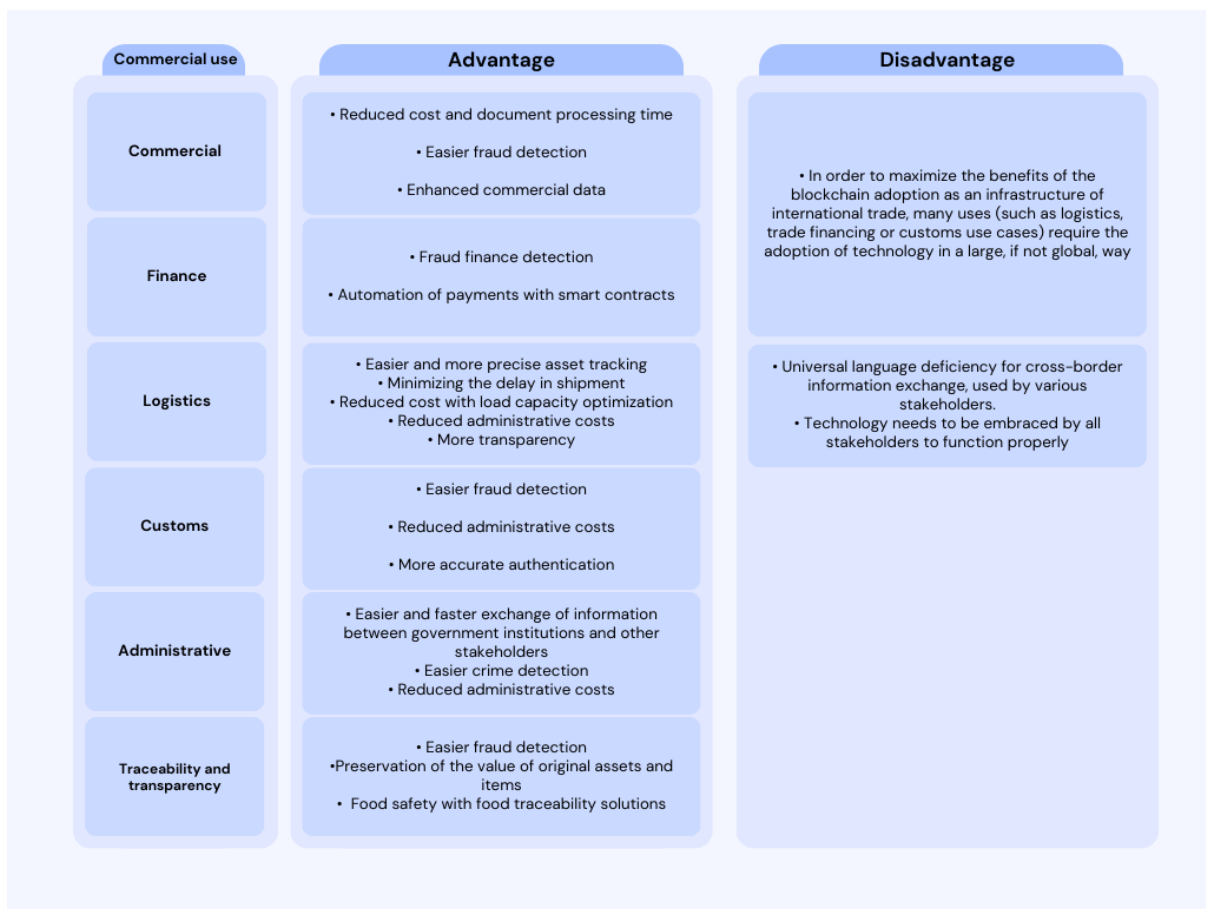 Commercial use
Advantage
Disadvantage
Commercial
• Reduced cost and document processing time
• Easier fraud detection
• Enhanced commercial data
• In order to maximize the benefits of the
blockchain adoption as an infrastructure of
international trade, many uses (such as logistics,
trade financing or customs use cases) require the
adoption of technology in a large, if not global, way
Finance
• Fraud finance detection
• Automation of payments with smart contracts
Logistics
• Easier and more precise asset tracking
• Minimizing the delay in shipment
• Reduced cost with load capacity optimization
• Reduced administrative costs
• More transparency
• Universal language deficiency for cross-border
information exchange, used by various
stakeholders.
• Technology needs to be embraced by all
stakeholders to function properly
Customs
• Easier fraud detection
• Reduced administrative costs
• More accurate authentication
Administrative
• Easier and faster exchange of information
between government institutions and other
stakeholders
• Easier crime detection
• Reduced administrative costs
Traceability and
transparency
• Easier fraud detection
•Preservation of the value of original assets and
items
• Food safety with food traceability solutions